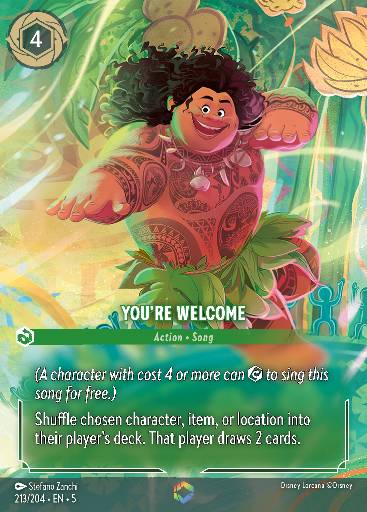 4
YOU'RE WELCOME
Action • Song
(A character with cost 4 or more can to sing this
song for free.)
Shuffle chosen character, item, or location into
their player's deck. That player draws 2 cards.
Stefano Zanchi
213/204 • EN • 5
Disney Lorcana ©Disney